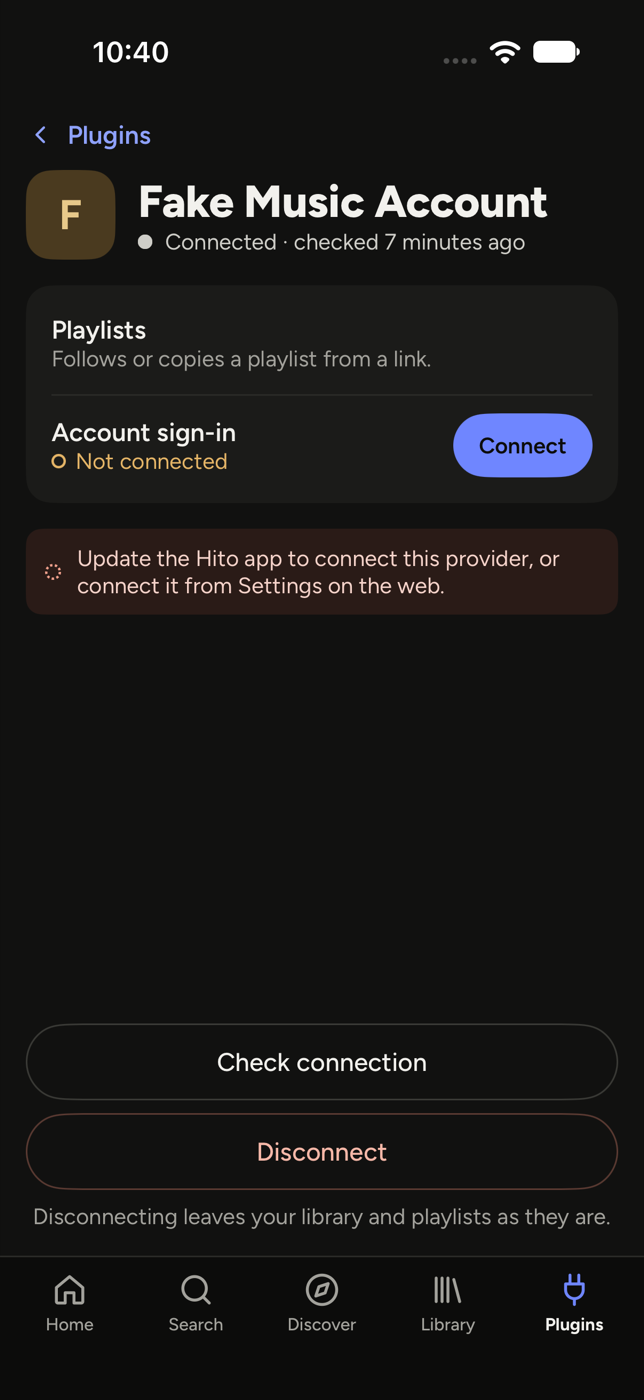 10:40
Plugins
F
Fake Music Account
Connected · checked 7 minutes ago
Playlists
Follows or copies a playlist from a link.
Account sign-in
Not connected
Connect
Update the Hito app to connect this provider, or
connect it from Settings on the web.
Check connection
Disconnect
Disconnecting leaves your library and playlists as they are.
Home
Search
Discover
Library
Plugins